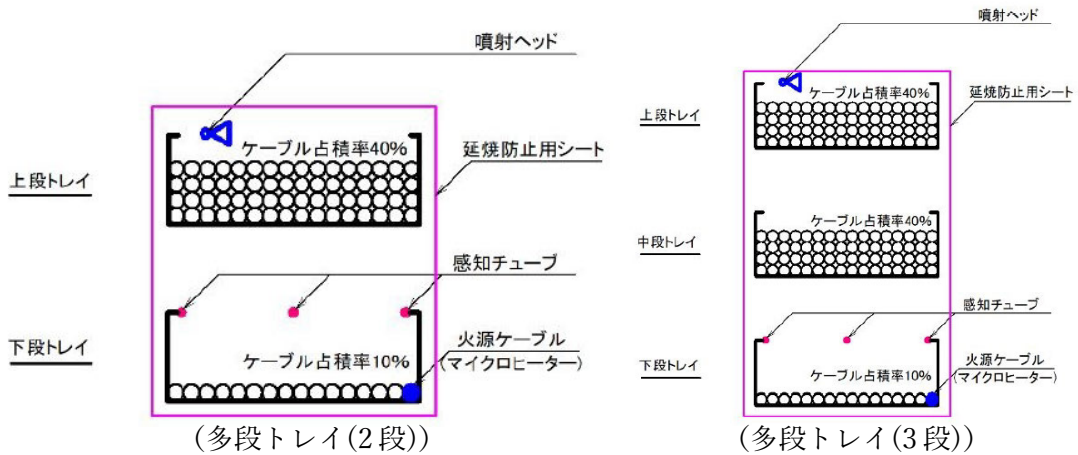 噴射ヘッド
ケーブル占積率40%
延焼防止用シート
上段トレイ
感知チューブ
火源ケーブル
(マイクロヒーター)
下段トレイ
ケーブル占積率10%
(多段トレイ(2段))
噴射ヘッド
ケーブル占積率40%
延焼防止用シート
上段トレイ
ケーブル占積率40%
中段トレイ
感知チューブ
火源ケーブル
(マイクロヒーター)
下段トレイ
ケーブル占積率10%
(多段トレイ(3段))